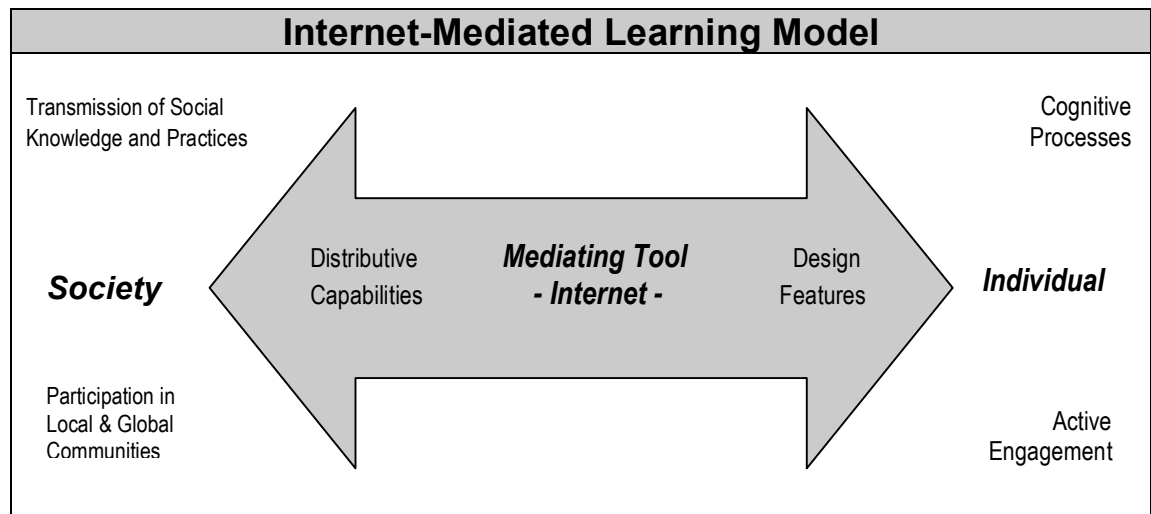 Internet-Mediated Learning Model
Transmission of Social
Knowledge and Practices
Cognitive
Processes
Society
Distributive
Capabilities
Mediating Tool
- Internet -
Design
Features
Individual
Participation in
Local & Global
Communities
Active
Engagement